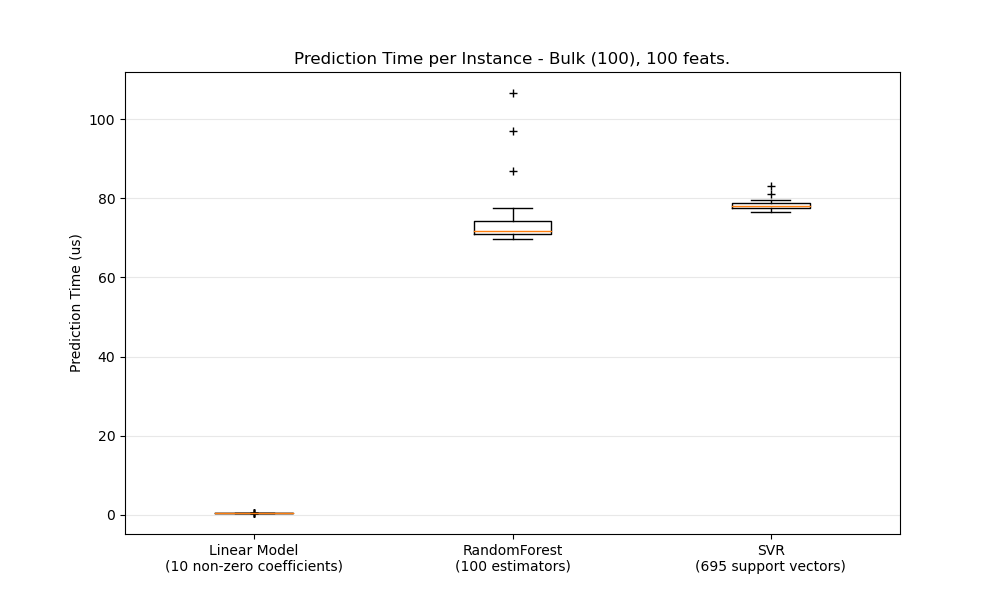 Prediction Time per Instance - Bulk (100), 100 feats.
Prediction Time (us)
100
80
60
40
20
0
Linear Model
(10 non-zero coefficients)
RandomForest
(100 estimators)
SVR
(695 support vectors)